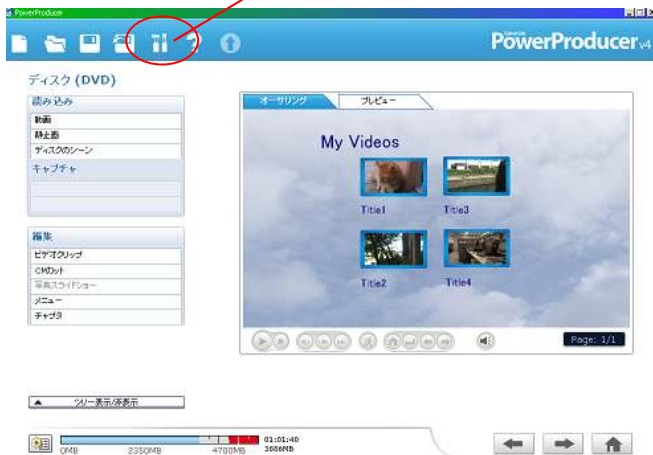 PowerProducer
PowerProducer v4
ディスク (DVD)
読み込み
動画
静止画
ディスクのシーン
キャプチャ
編集
ビデオクリップ
CMカット
写真スライドショー
メニュー
チャプタ
オーサリング
プレビュー
My Videos
Title1
Title3
Title2
Title4
Page: 1/1
ツリー表示/非表示
0MB
2350MB
4700MB
01:01:40
3806MB